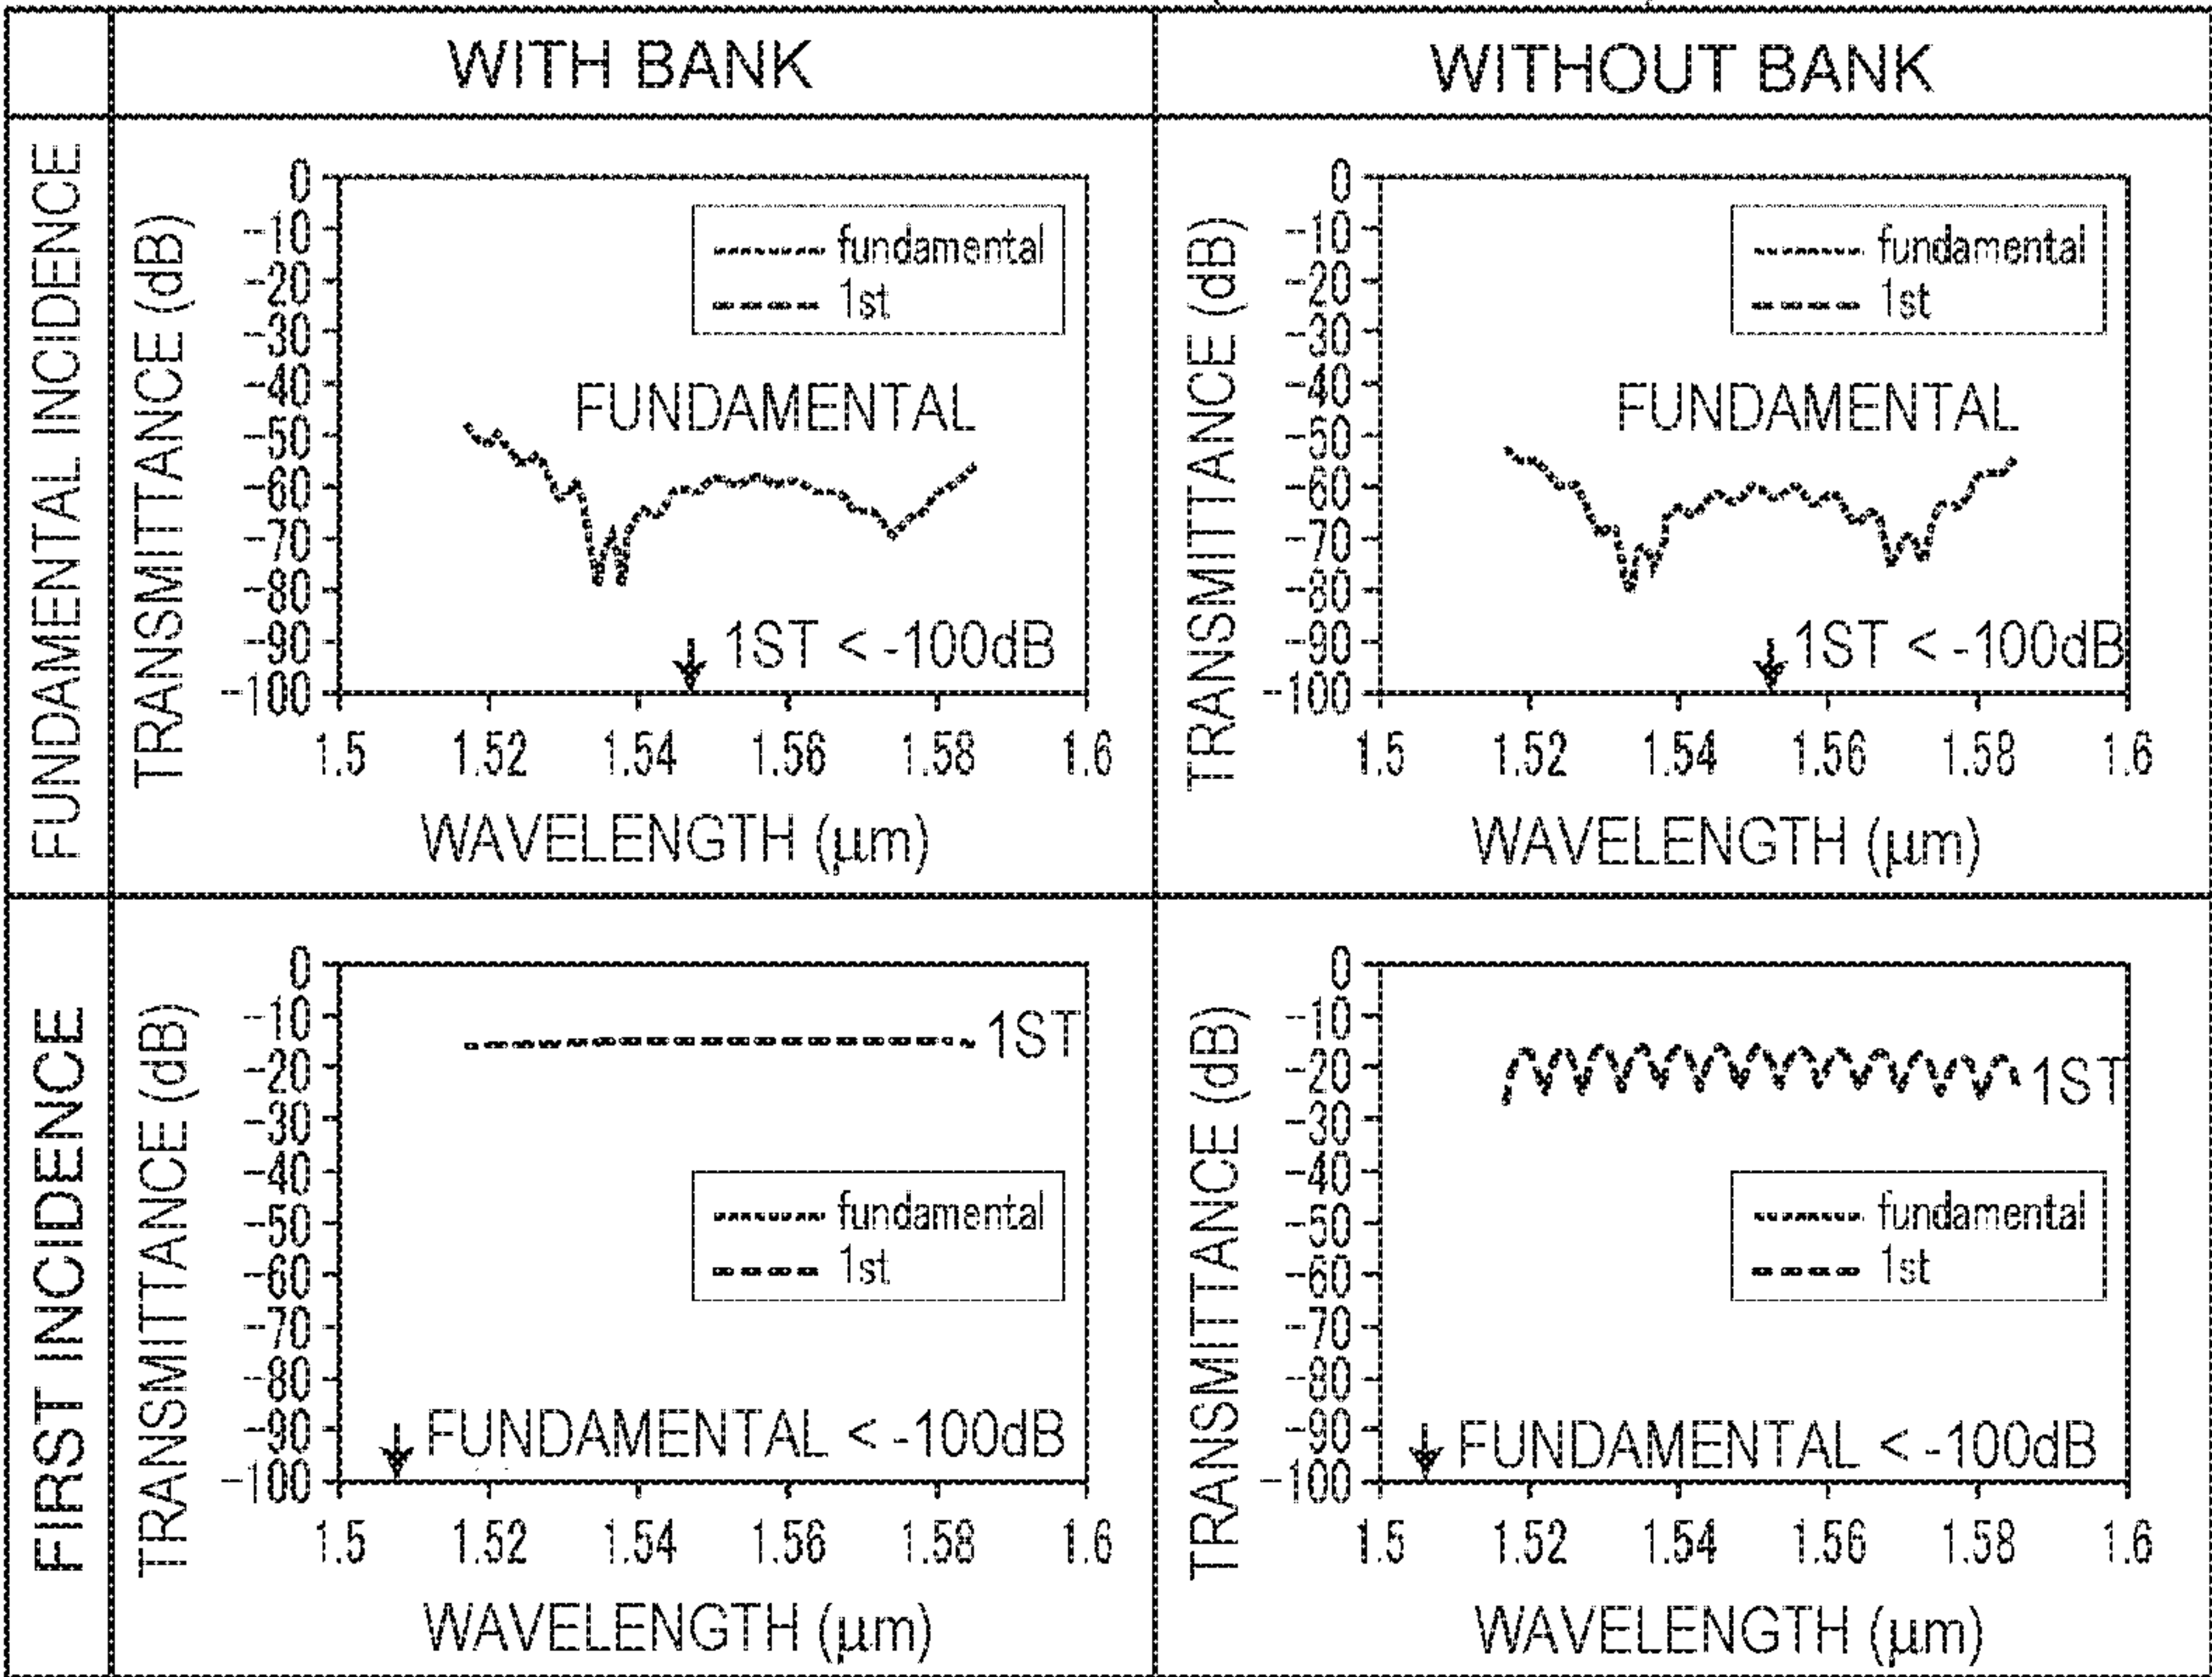 WITH BANK
WITHOUT BANK
FUNDAMENTAL INCIDENCE
TRANSMITTANCE (dB)
0
-10
-20
-30
-40
-50
-60
-70
-80
-90
-100
fundamental
1st
FUNDAMENTAL
1ST < -100dB
1.5 1.52 1.54 1.56 1.58 1.6
WAVELENGTH (μm)
TRANSMITTANCE (dB)
0
-10
-20
-30
-40
-50
-60
-70
-80
-90
-100
fundamental
1st
FUNDAMENTAL
1ST < -100dB
1.5 1.52 1.54 1.56 1.58 1.6
WAVELENGTH (μm)
FIRST INCIDENCE
TRANSMITTANCE (dB)
0
-10
-20
-30
-40
-50
-60
-70
-80
-90
-100
1ST
fundamental
1st
FUNDAMENTAL < -100dB
1.5 1.52 1.54 1.56 1.58 1.6
WAVELENGTH (μm)
TRANSMITTANCE (dB)
0
-10
-20
-30
-40
-50
-60
-70
-80
-90
-100
1ST
fundamental
1st
FUNDAMENTAL < -100dB
1.5 1.52 1.54 1.56 1.58 1.6
WAVELENGTH (μm)